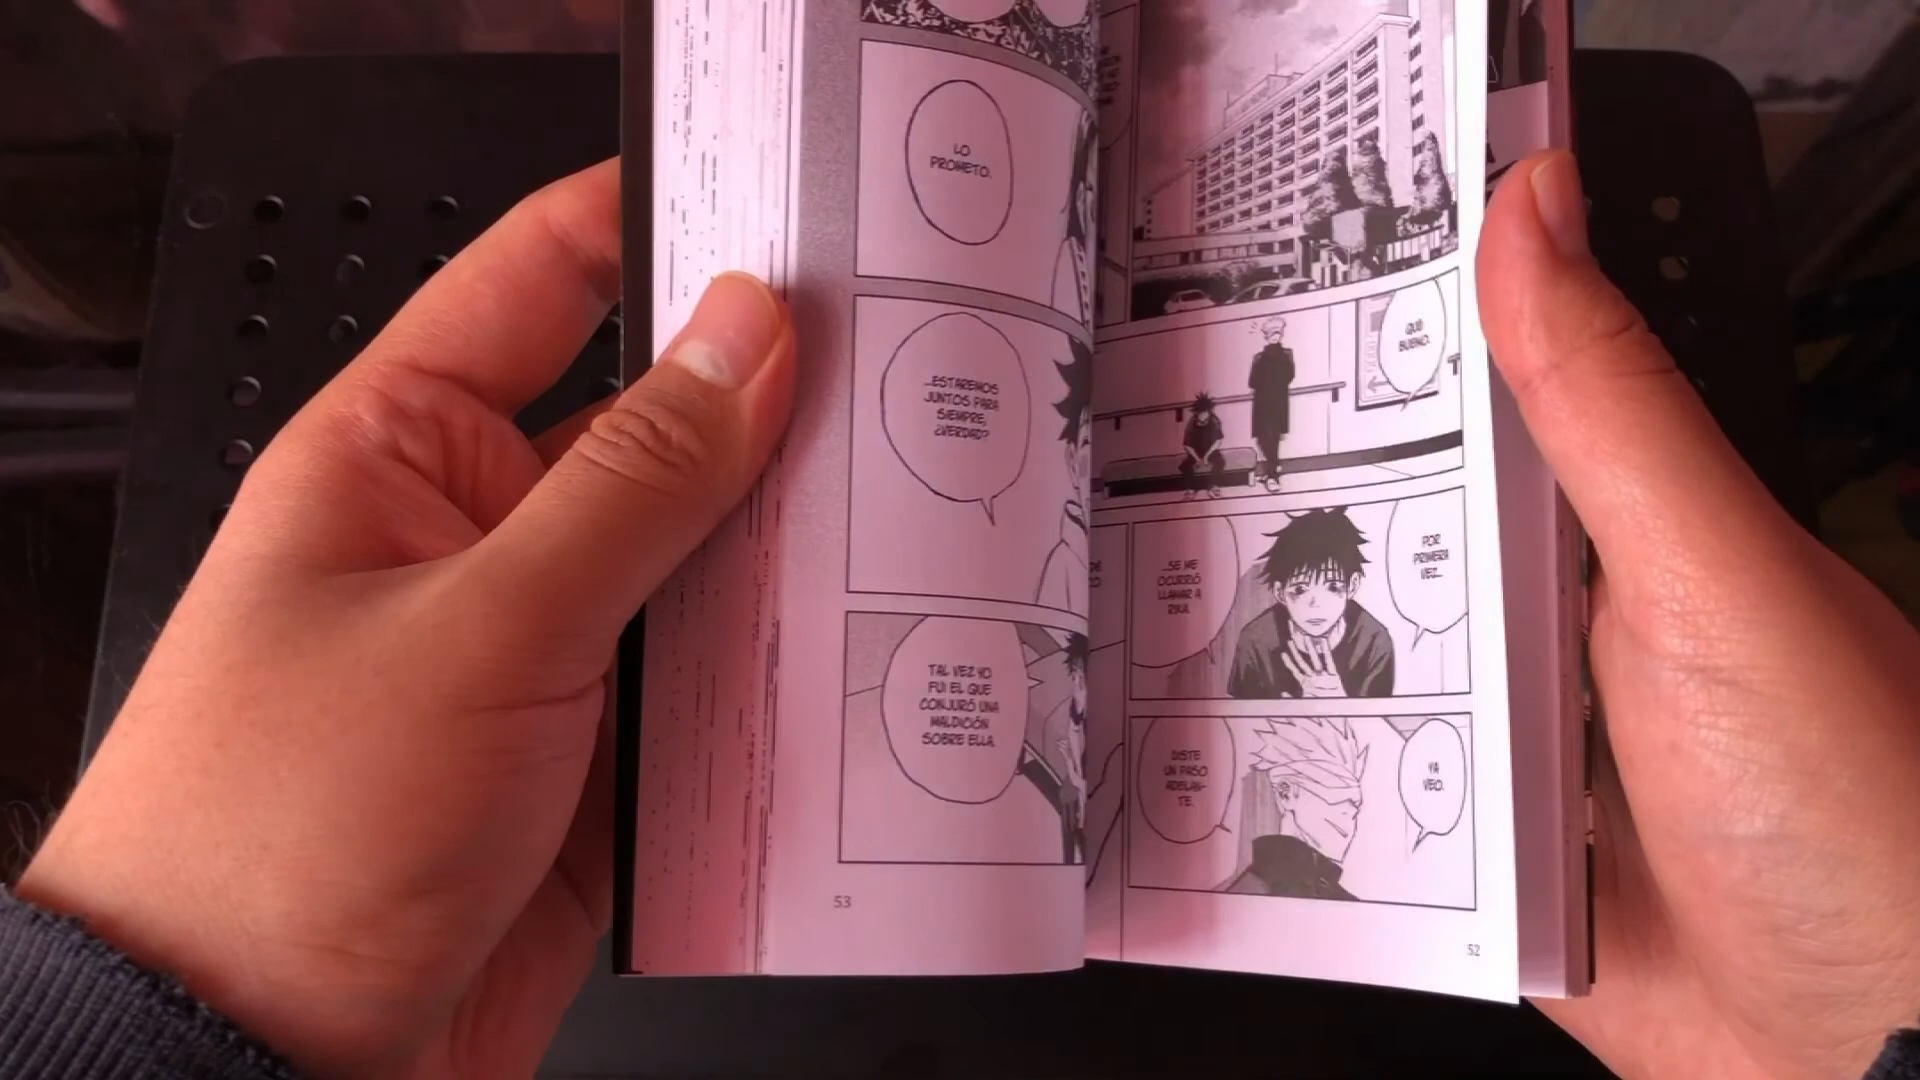 QUÉ
BUENO.
POR
PRIMERA
VEZ...
...SE ME
OCURRIÓ
LLAMAR A
RIKA.
YA
VEO.
DISTE
UN PASO
ADELAN-
TE.
52
LO
PROMETO.
...ESTAREMOS
JUNTOS PARA
SIEMPRE,
¿VERDAD?
TAL VEZ YO
FUI EL QUE
CONJURÓ UNA
MALDICIÓN
SOBRE ELLA.
53